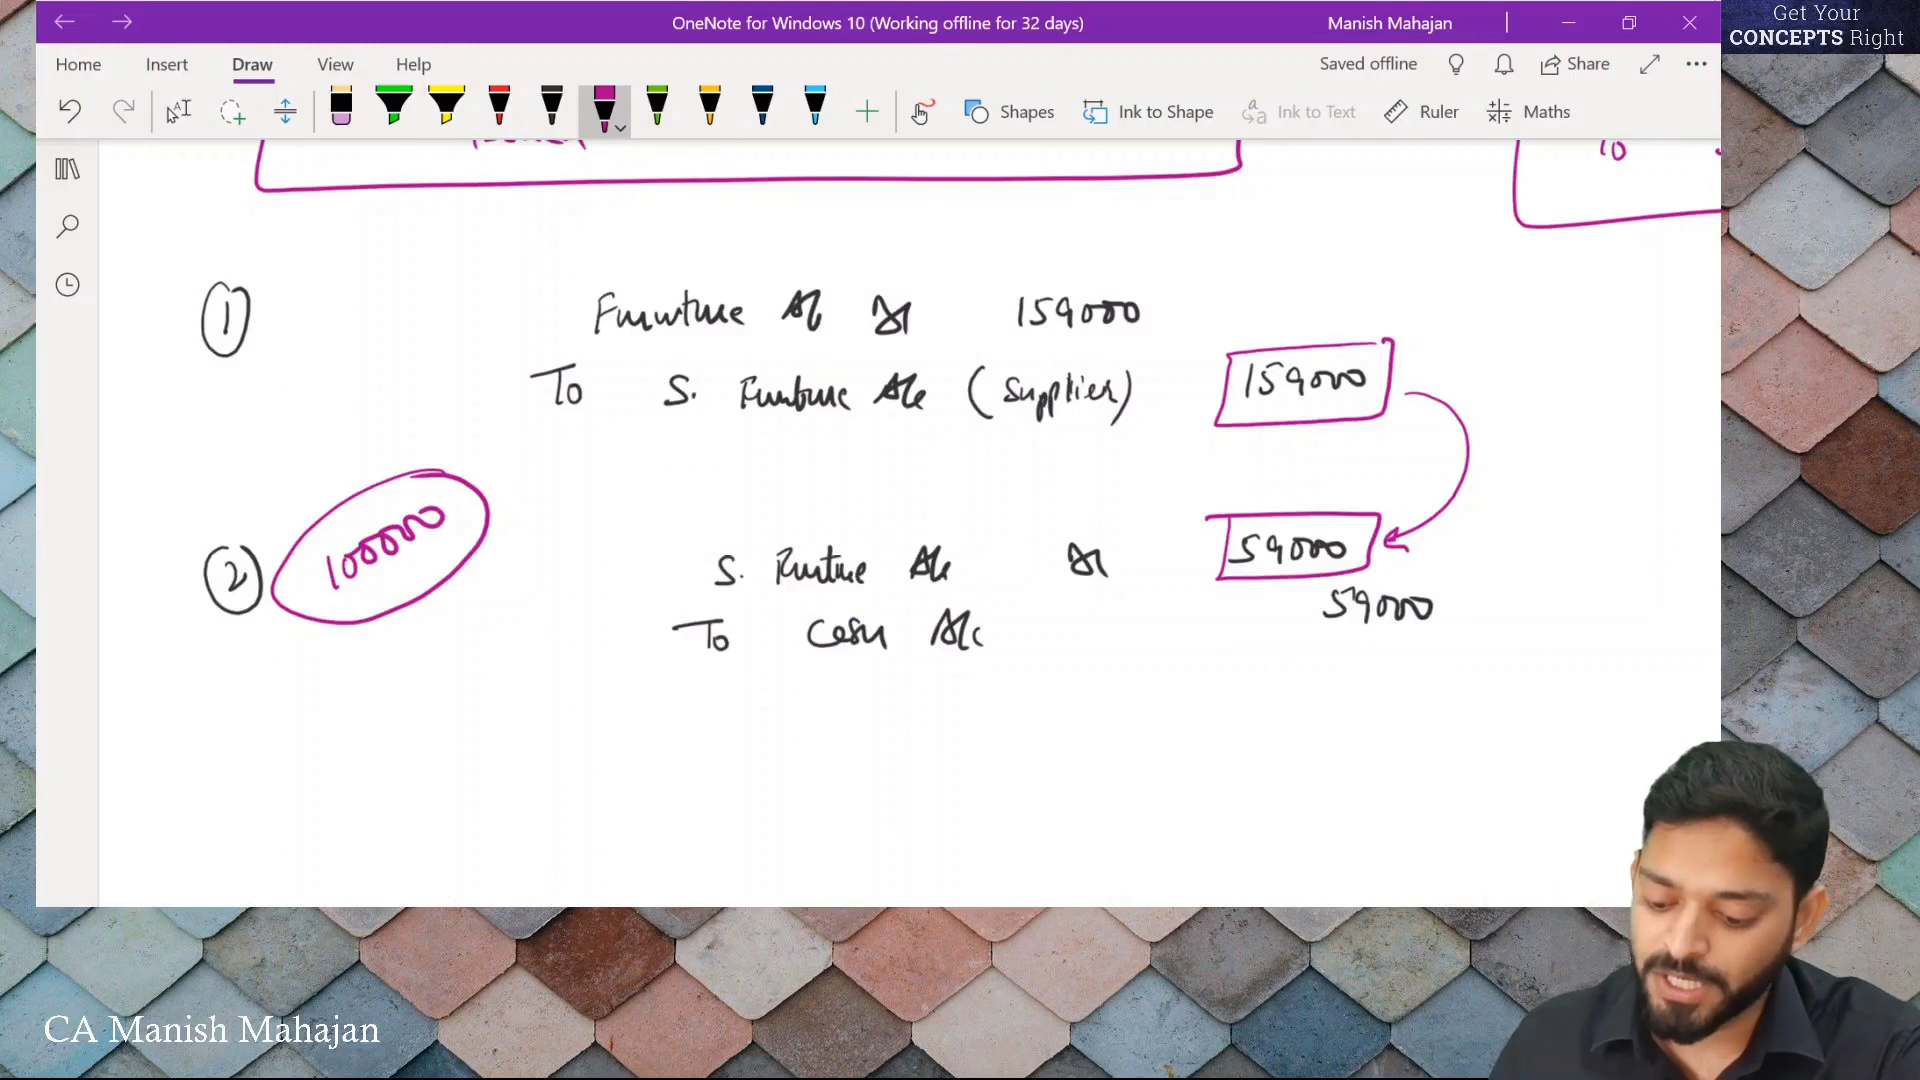 OneNote for Windows 10 (Working offline for 32 days)
Manish Mahajan
Get Your
CONCEPTS Right
Home Insert Draw View Help
Saved offline Share
Shapes Ink to Shape Ink to Text Ruler Maths
To
1 Furniture A/c Dr 159000
To S. Furniture A/c (Supplier) 159000
100000
2 S. Furniture A/c Dr 59000
59000
To Cash A/c
CA Manish Mahajan